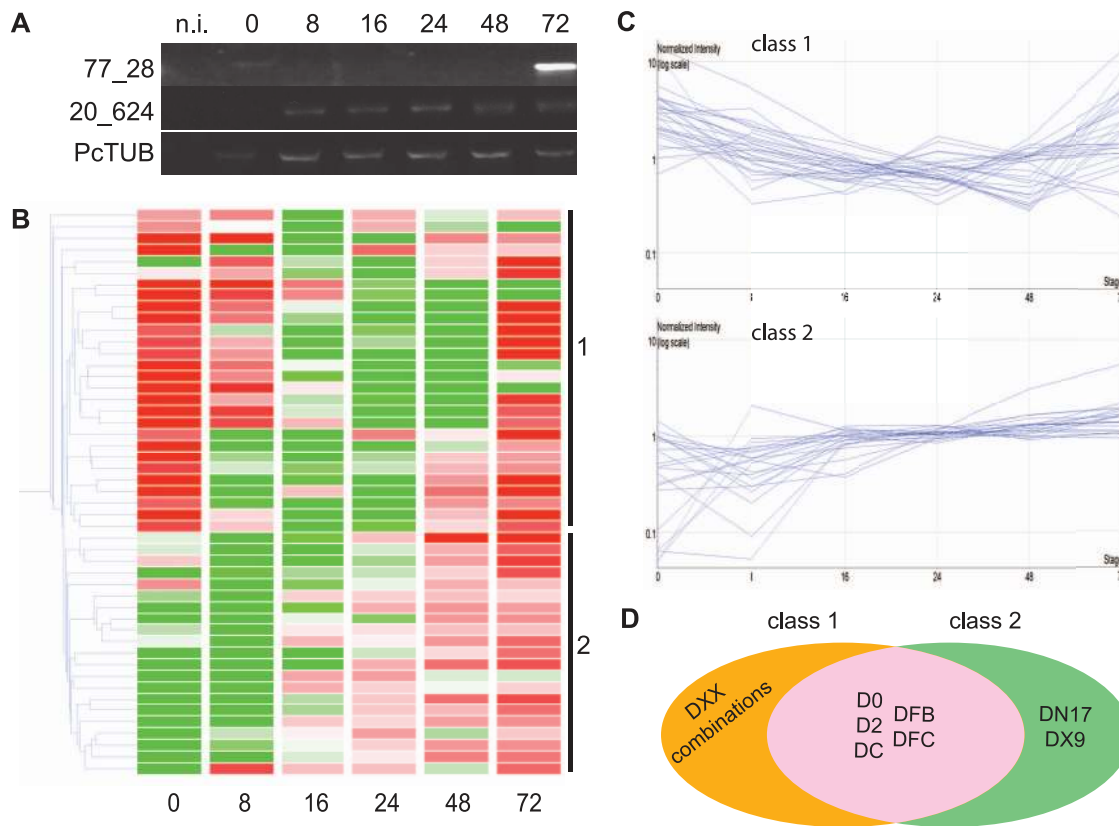 A
n.i. 0 8 16 24 48 72
77_28
20_624
PcTUB
B
1
2
0 8 16 24 48 72
C
Normalized Intensity
(log scale)
class 1
10
1
0.1
0 16 24 48
Normalized Intensity
(log scale)
class 2
10
1
0.1
0 16 24 48
D
class 1 class 2
DXX
combinations
D0
D2
DC
DFB
DFC
DN17
DX9